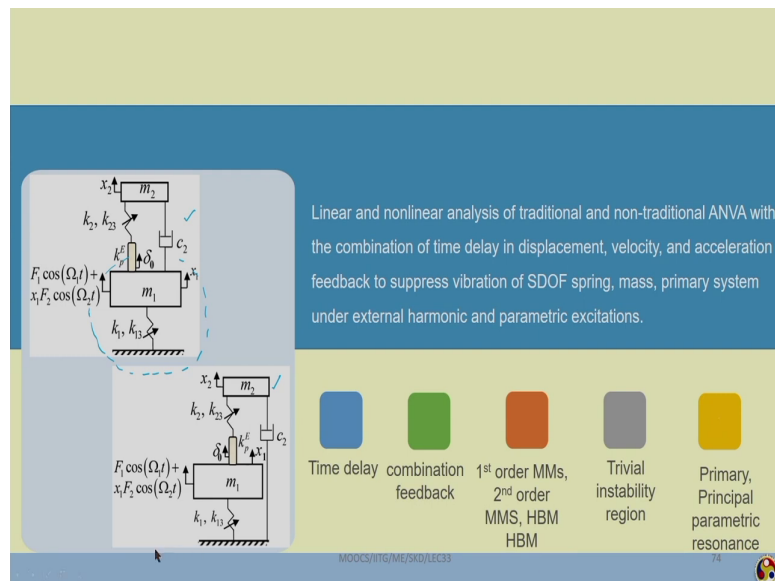 x₂
m₂
k₂, k₂₃
k_p^E
δ₀
c₂
F₁ cos(Ω₁t) +
x₁F₂ cos(Ω₂t)
x₁
m₁
k₁, k₁₃
x₂
m₂
k₂, k₂₃
k_p^E
c₂
δ₀
x₁
F₁ cos(Ω₁t) +
x₁F₂ cos(Ω₂t)
m₁
k₁, k₁₃
Linear and nonlinear analysis of traditional and non-traditional ANVA with
the combination of time delay in displacement, velocity, and acceleration
feedback to suppress vibration of SDOF spring, mass, primary system
under external harmonic and parametric excitations.
Time delay
combination
feedback
1st order MMs,
2nd order
MMS, HBM
HBM
Trivial
instability
region
Primary,
Principal
parametric
resonance
MOOCS/IITG/ME/SKD/LEC33
74